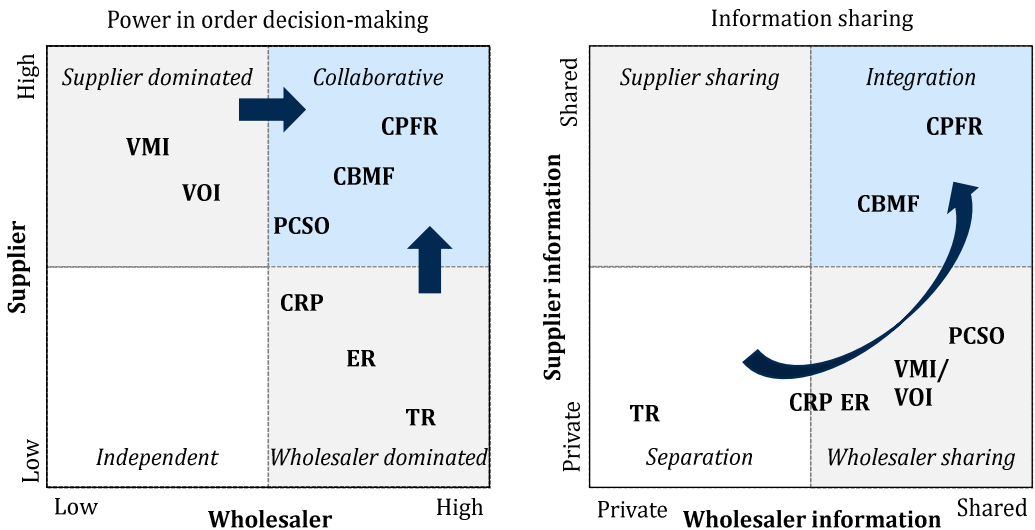 Power in order decision-making
High
Supplier dominated
Collaborative
CPFR
VMI
CBMF
VOI
PCSO
Supplier
CRP
ER
TR
Low
Independent
Wholesaler dominated
Low
High
Wholesaler
Information sharing
Shared
Supplier sharing
Integration
CPFR
CBMF
Supplier information
PCSO
VMI/
VOI
CRP ER
TR
Private
Separation
Wholesaler sharing
Private
Shared
Wholesaler information